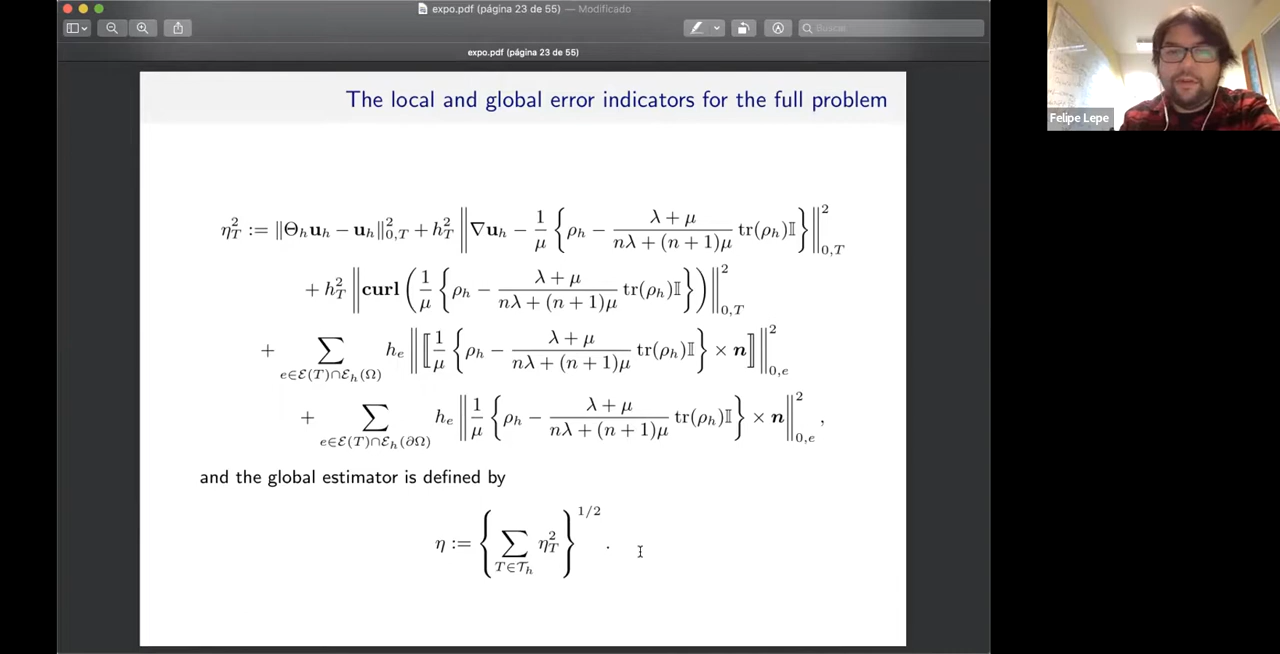 expo.pdf (página 23 de 55) — Modificado
Buscar
expo.pdf (página 23 de 55)
The local and global error indicators for the full problem
η_T^2 := ‖Θ_h u_h − u_h‖_{0,T}^2 + h_T^2 ‖∇u_h − 1/μ {ρ_h − (λ + μ)/(nλ + (n + 1)μ) tr(ρ_h)𝕀}‖_{0,T}^2
+ h_T^2 ‖curl (1/μ {ρ_h − (λ + μ)/(nλ + (n + 1)μ) tr(ρ_h)𝕀})‖_{0,T}^2
+ ∑_{e∈ℰ(T)∩ℰ_h(Ω)} h_e ‖⟦1/μ {ρ_h − (λ + μ)/(nλ + (n + 1)μ) tr(ρ_h)𝕀} × n⟧‖_{0,e}^2
+ ∑_{e∈ℰ(T)∩ℰ_h(∂Ω)} h_e ‖1/μ {ρ_h − (λ + μ)/(nλ + (n + 1)μ) tr(ρ_h)𝕀} × n‖_{0,e}^2 ,
and the global estimator is defined by
η := {∑_{T∈𝒯_h} η_T^2}^{1/2} .
Felipe Lepe